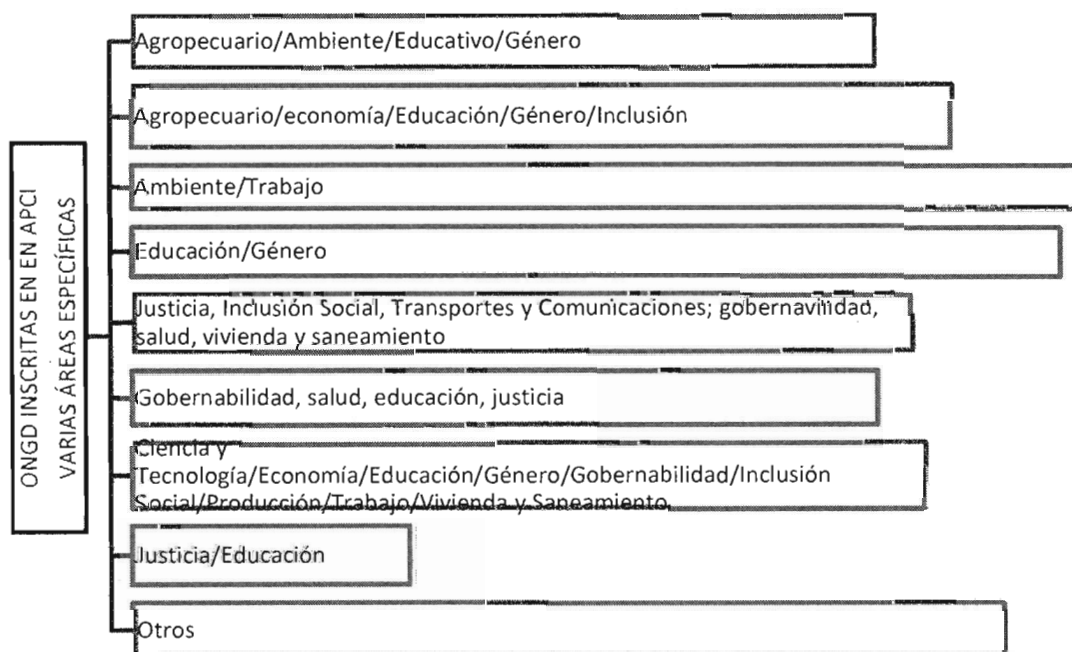 ONGD INSCRITAS EN EN APCI
VARIAS ÁREAS ESPECÍFICAS
Agropecuario/Ambiente/Educativo/Género
Agropecuario/economía/Educación/Género/Inclusión
Ambiente/Trabajo
Educación/Género
Justicia, Inclusión Social, Transportes y Comunicaciones; gobernavilidad,
salud, vivienda y saneamiento
Gobernabilidad, salud, educación, justicia
Ciencia y
Tecnología/Economía/Educación/Género/Gobernabilidad/Inclusión
Social/Producción/Trabajo/Vivienda y Saneamiento
Justicia/Educación
Otros